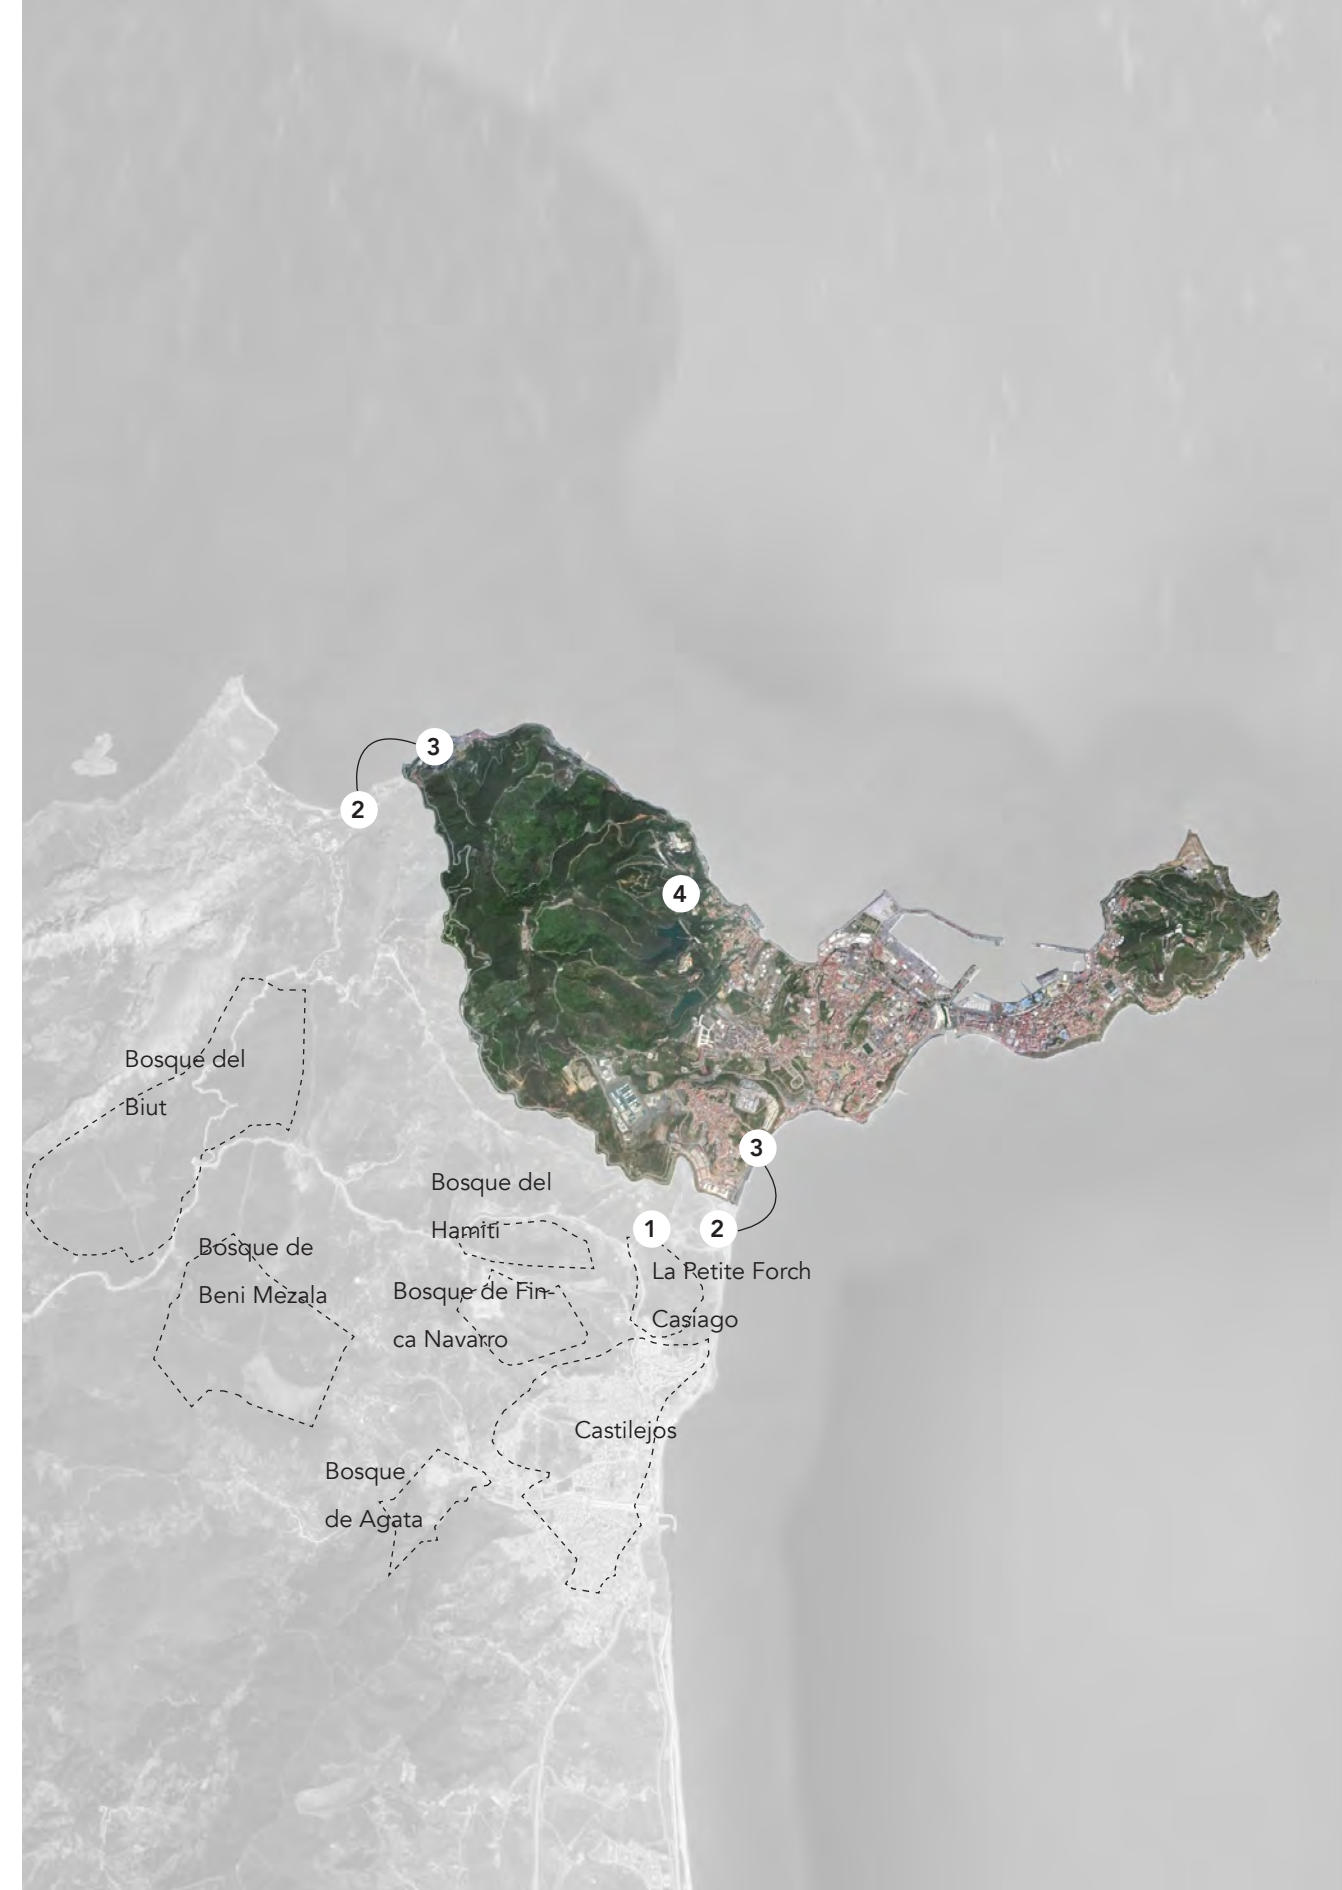 3
2
4
Bosque del
Biut
3
Bosque del
Hamiti
1
2
Bosque de
Beni Mezala
La Petite Forch
Casiago
Bosque de Fin-
ca Navarro
Castilejos
Bosque
de Agata